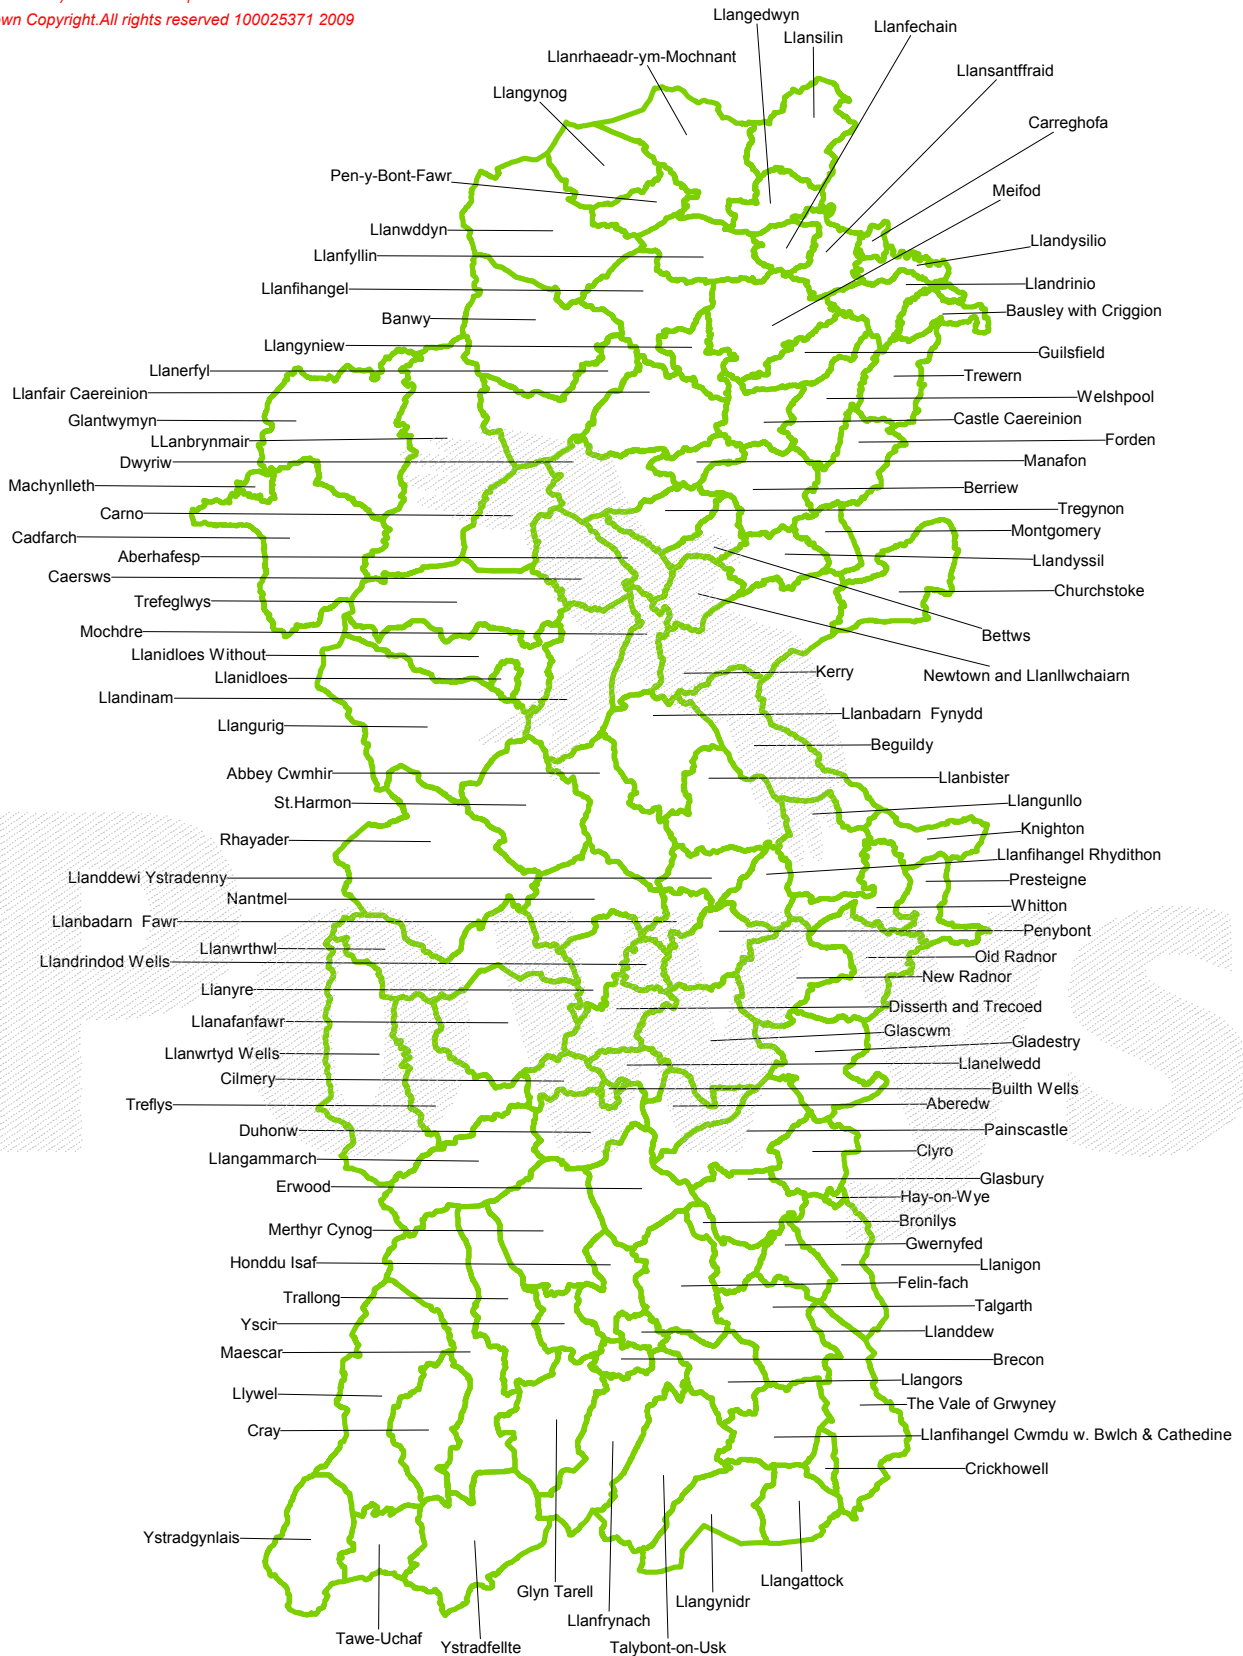 own Copyright.All rights reserved 100025371 2009
Llangedwyn
Llanfechain
Llansilin
Llanrhaeadr-ym-Mochnant
Llansantffraid
Llangynog
Carreghofa
Pen-y-Bont-Fawr
Meifod
Llanwddyn
Llandysilio
Llanfyllin
Llandrinio
Llanfihangel
Bausley with Criggion
Banwy
Llangyniew
Guilsfield
Llanerfyl
Trewern
Llanfair Caereinion
Welshpool
Glantwymyn
Castle Caereinion
LLanbrynmair
Forden
Dwyriw
Manafon
Machynlleth
Berriew
Carno
Tregynon
Cadfarch
Montgomery
Aberhafesp
Llandyssil
Caersws
Churchstoke
Trefeglwys
Mochdre
Bettws
Llanidloes Without
Kerry
Llanidloes
Newtown and Llanllwchaiarn
Llandinam
Llanbadarn Fynydd
Llangurig
Beguildy
Abbey Cwmhir
Llanbister
St.Harmon
Llangunllo
Knighton
Rhayader
Llanfihangel Rhydithon
Llanddewi Ystradenny
Presteigne
Nantmel
Whitton
Llanbadarn Fawr
Penybont
Llanwrthwl
Old Radnor
Llandrindod Wells
New Radnor
Llanyre
Disserth and Trecoed
Llanafanfawr
Glascwm
Gladestry
Llanwrtyd Wells
Llanelwedd
Cilmery
Builth Wells
Treflys
Aberedw
Duhonw
Painscastle
Clyro
Llangammarch
Glasbury
Erwood
Hay-on-Wye
Bronllys
Merthyr Cynog
Gwernyfed
Honddu Isaf
Llanigon
Felin-fach
Trallong
Talgarth
Yscir
Llanddew
Maescar
Brecon
Llangors
Llywel
The Vale of Grwyney
Cray
Llanfihangel Cwmdu w. Bwlch & Cathedine
Crickhowell
Ystradgynlais
Llangattock
Glyn Tarell
Llangynidr
Llanfrynach
Tawe-Uchaf
Ystradfellte
Talybont-on-Usk